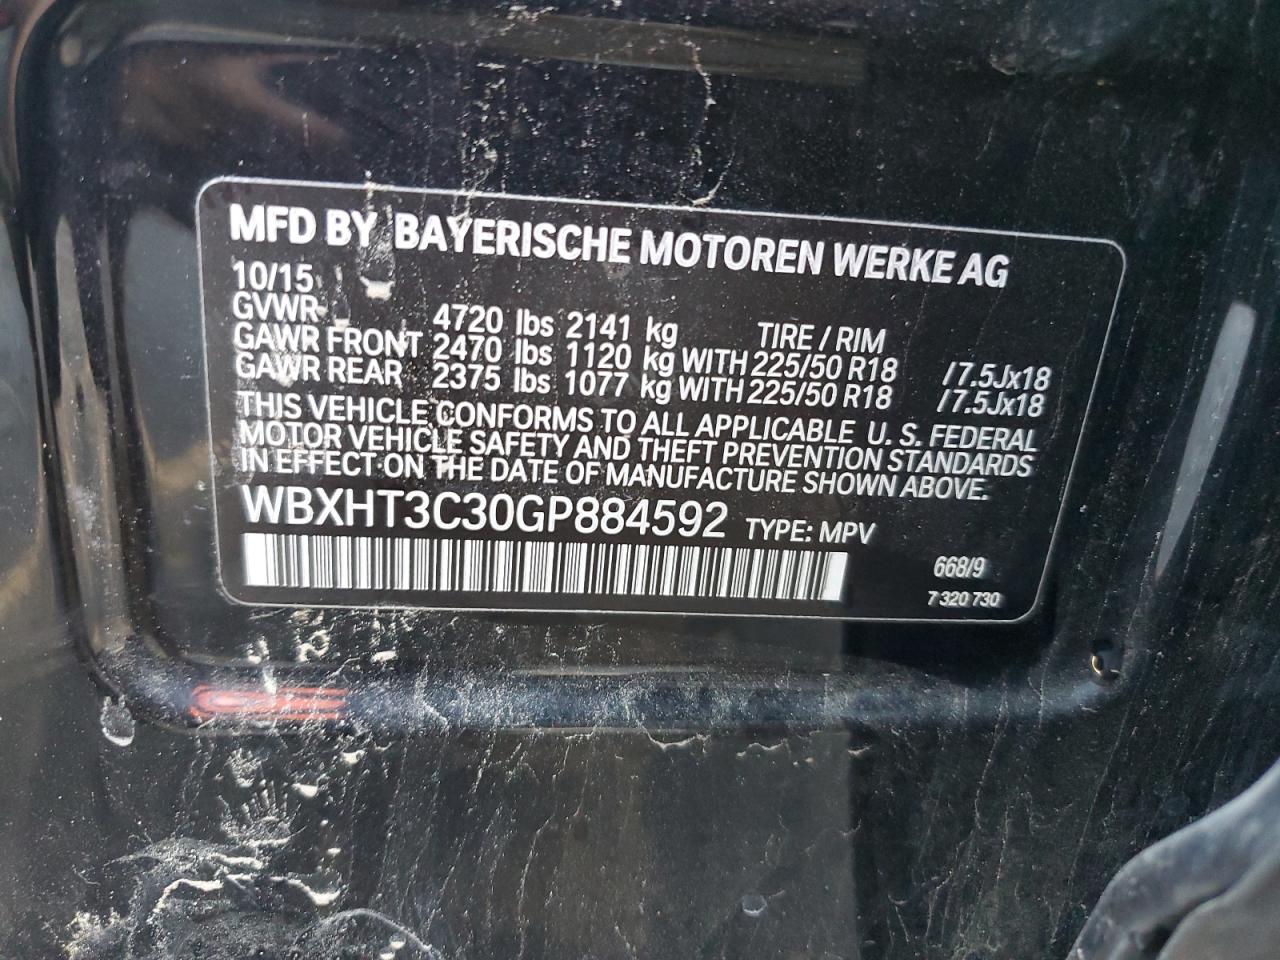 MFD BY BAYERISCHE MOTOREN WERKE AG
10/15
GVWR 4720 lbs 2141 kg TIRE / RIM
GAWR FRONT 2470 lbs 1120 kg WITH 225/50 R18 /7.5Jx18
GAWR REAR 2375 lbs 1077 kg WITH 225/50 R18 /7.5Jx18
THIS VEHICLE CONFORMS TO ALL APPLICABLE U. S. FEDERAL
MOTOR VEHICLE SAFETY AND THEFT PREVENTION STANDARDS
IN EFFECT ON THE DATE OF MANUFACTURE SHOWN ABOVE.
WBXHT3C30GP884592 TYPE: MPV
668/9
7 320 730